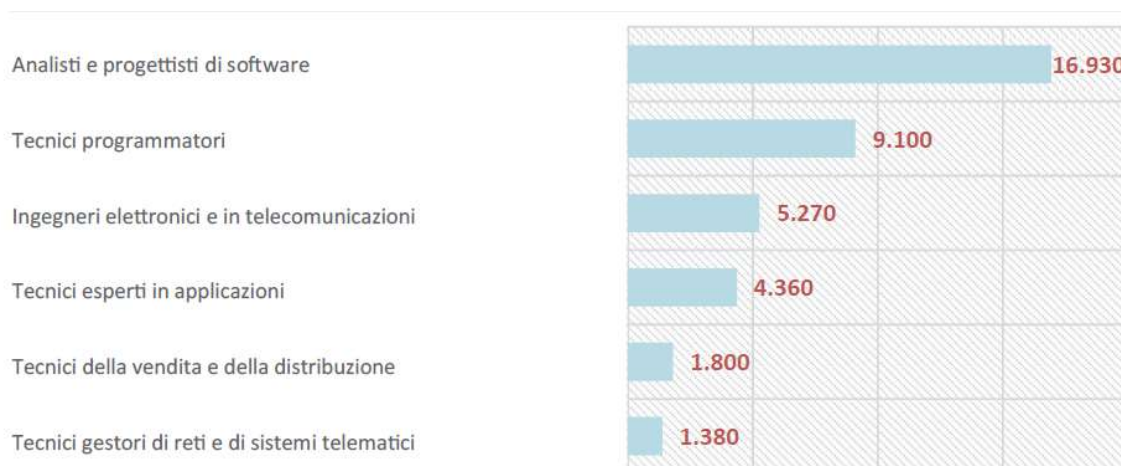 Analisti e progettisti di software 16.930
Tecnici programmatori 9.100
Ingegneri elettronici e in telecomunicazioni 5.270
Tecnici esperti in applicazioni 4.360
Tecnici della vendita e della distribuzione 1.800
Tecnici gestori di reti e di sistemi telematici 1.380